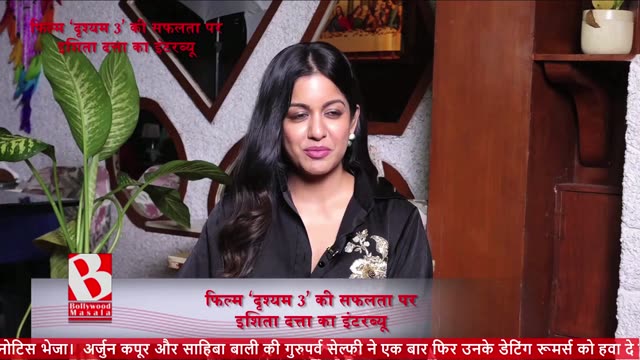 फिल्म ‘दृश्यम 3’ की सफलता पर
इशिता दत्ता का इंटरव्यू
B
Bollywood
Masala
फिल्म ‘दृश्यम 3’ की सफलता पर
इशिता दत्ता का इंटरव्यू
नोटिस भेजा। अर्जुन कपूर और साहिबा बाली की गुरुपर्व सेल्फी ने एक बार फिर उनके डेटिंग रूमर्स को हवा दे